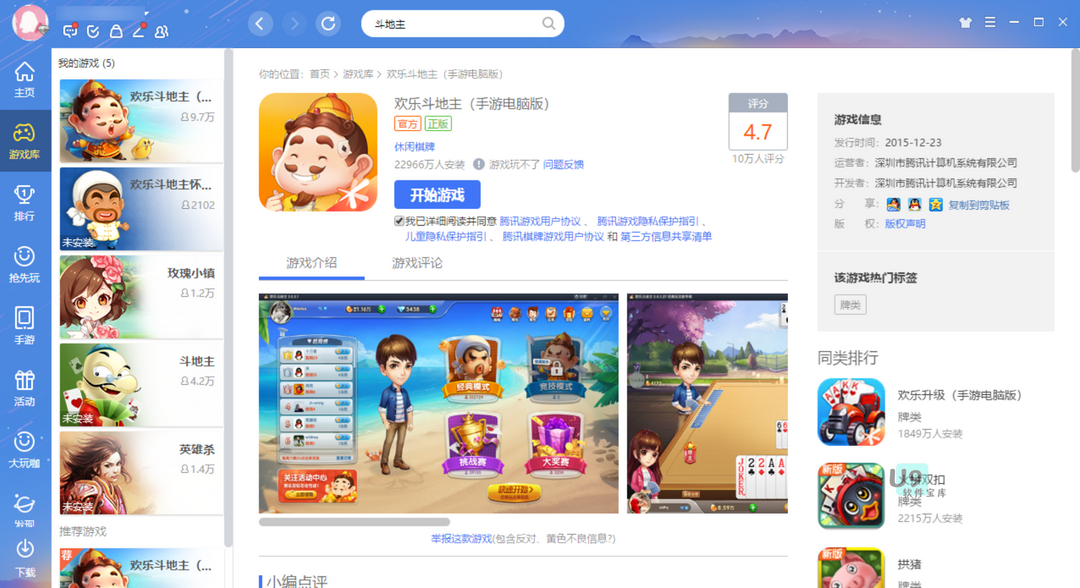 斗地主
主页
游戏库
排行
抢先玩
手游
活动
大玩咖
发现
下载
我的游戏 (5)
欢乐斗地主（...
9.7万
欢乐斗地主怀...
2102
未安装
玫瑰小镇
1.2万
斗地主
4.2万
未安装
英雄杀
1.4万
未安装
推荐游戏
荐
欢乐斗地主（...
你的位置： 首页 > 游戏库 > 欢乐斗地主（手游电脑版）
欢乐斗地主（手游电脑版）
官方 正版
休闲棋牌
22966万人安装 游戏玩不了 问题反馈
开始游戏
我已详细阅读并同意 腾讯游戏用户协议 、 腾讯游戏隐私保护指引 、
儿童隐私保护指引 、 腾讯棋牌游戏用户协议 和 第三方信息共享清单
评分
4.7
10万人评分
游戏介绍 游戏评论
经典模式
竞技模式
挑战赛
大奖赛
快速开始
关注活动中心
举报这款游戏(包含反对、黄色不良信息?)
小编点评
游戏信息
发行时间： 2015-12-23
运营者： 深圳市腾讯计算机系统有限公司
开发者： 深圳市腾讯计算机系统有限公司
分 享： 复制到剪贴板
版 权： 版权声明
该游戏热门标签
牌类
同类排行
欢乐升级（手游电脑版）
牌类
1849万人安装
新版
双扣
牌类
2215万人安装
U9
软件宝库
新版
拱猪
牌类